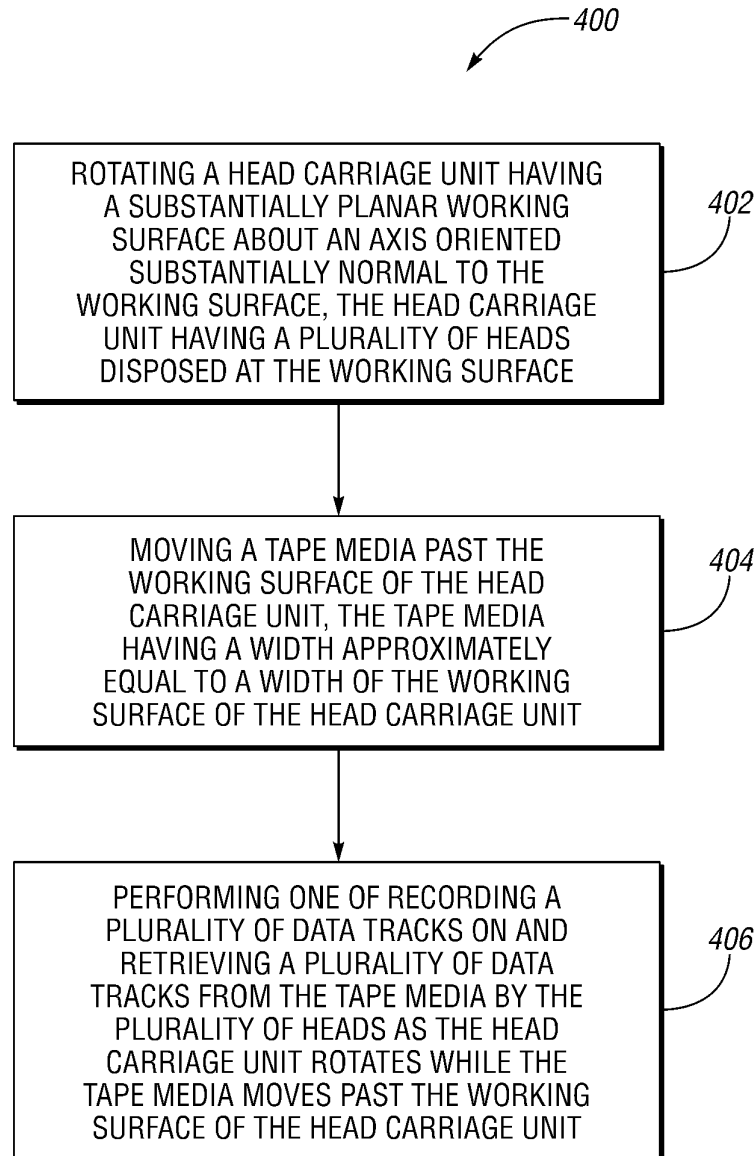 400
ROTATING A HEAD CARRIAGE UNIT HAVING
A SUBSTANTIALLY PLANAR WORKING
SURFACE ABOUT AN AXIS ORIENTED
SUBSTANTIALLY NORMAL TO THE
WORKING SURFACE, THE HEAD CARRIAGE
UNIT HAVING A PLURALITY OF HEADS
DISPOSED AT THE WORKING SURFACE
402
MOVING A TAPE MEDIA PAST THE
WORKING SURFACE OF THE HEAD
CARRIAGE UNIT, THE TAPE MEDIA
HAVING A WIDTH APPROXIMATELY
EQUAL TO A WIDTH OF THE WORKING
SURFACE OF THE HEAD CARRIAGE UNIT
404
PERFORMING ONE OF RECORDING A
PLURALITY OF DATA TRACKS ON AND
RETRIEVING A PLURALITY OF DATA
TRACKS FROM THE TAPE MEDIA BY THE
PLURALITY OF HEADS AS THE HEAD
CARRIAGE UNIT ROTATES WHILE THE
TAPE MEDIA MOVES PAST THE WORKING
SURFACE OF THE HEAD CARRIAGE UNIT
406